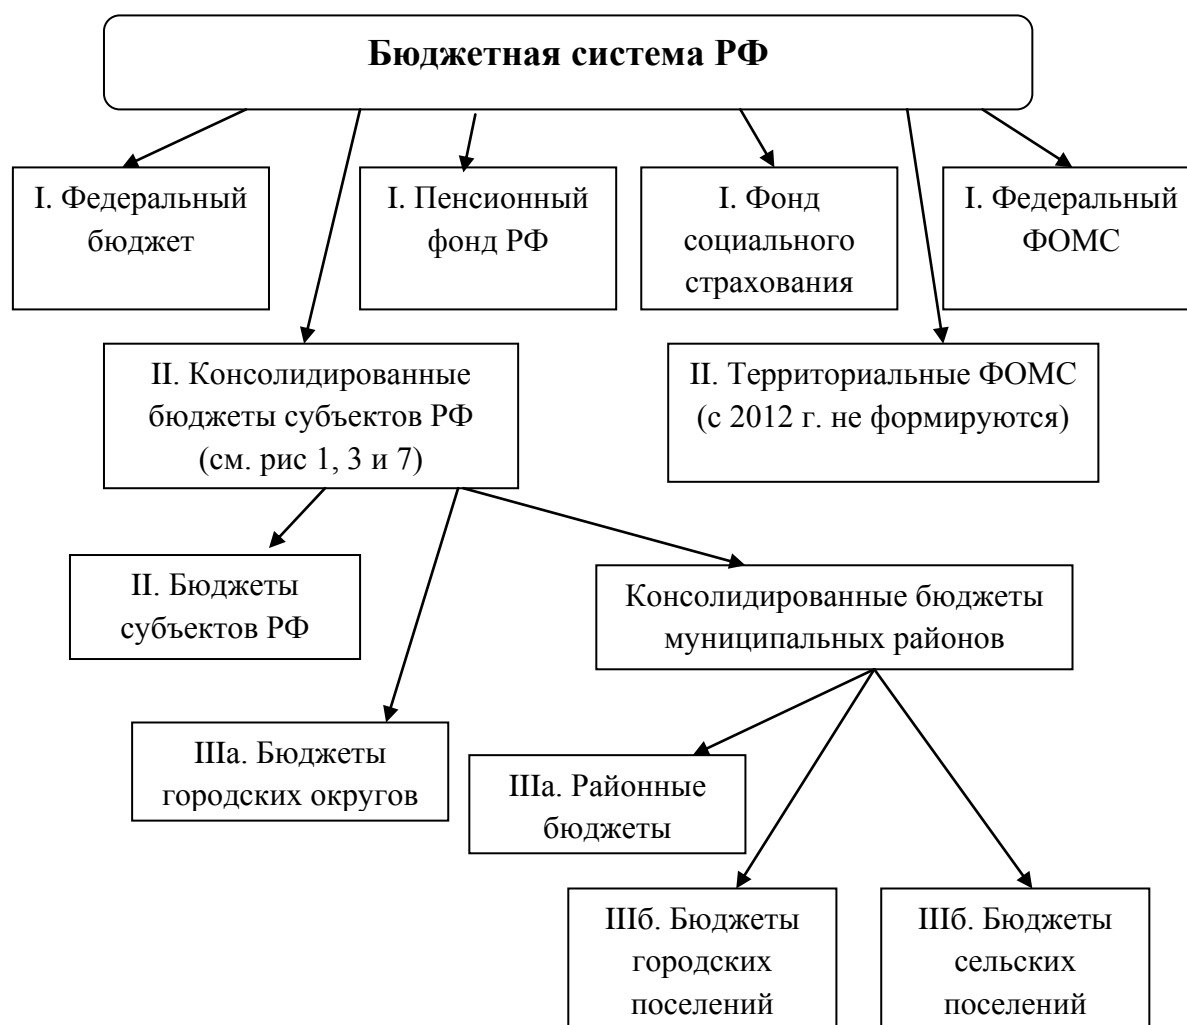 Бюджетная система РФ
I. Федеральный
бюджет
I. Пенсионный
фонд РФ
I. Фонд
социального
страхования
I. Федеральный
ФОМС
II. Консолидированные
бюджеты субъектов РФ
(см. рис 1, 3 и 7)
II. Территориальные ФОМС
(с 2012 г. не формируются)
II. Бюджеты
субъектов РФ
Консолидированные бюджеты
муниципальных районов
IIIа. Бюджеты
городских округов
IIIа. Районные
бюджеты
IIIб. Бюджеты
городских
поселений
IIIб. Бюджеты
сельских
поселений